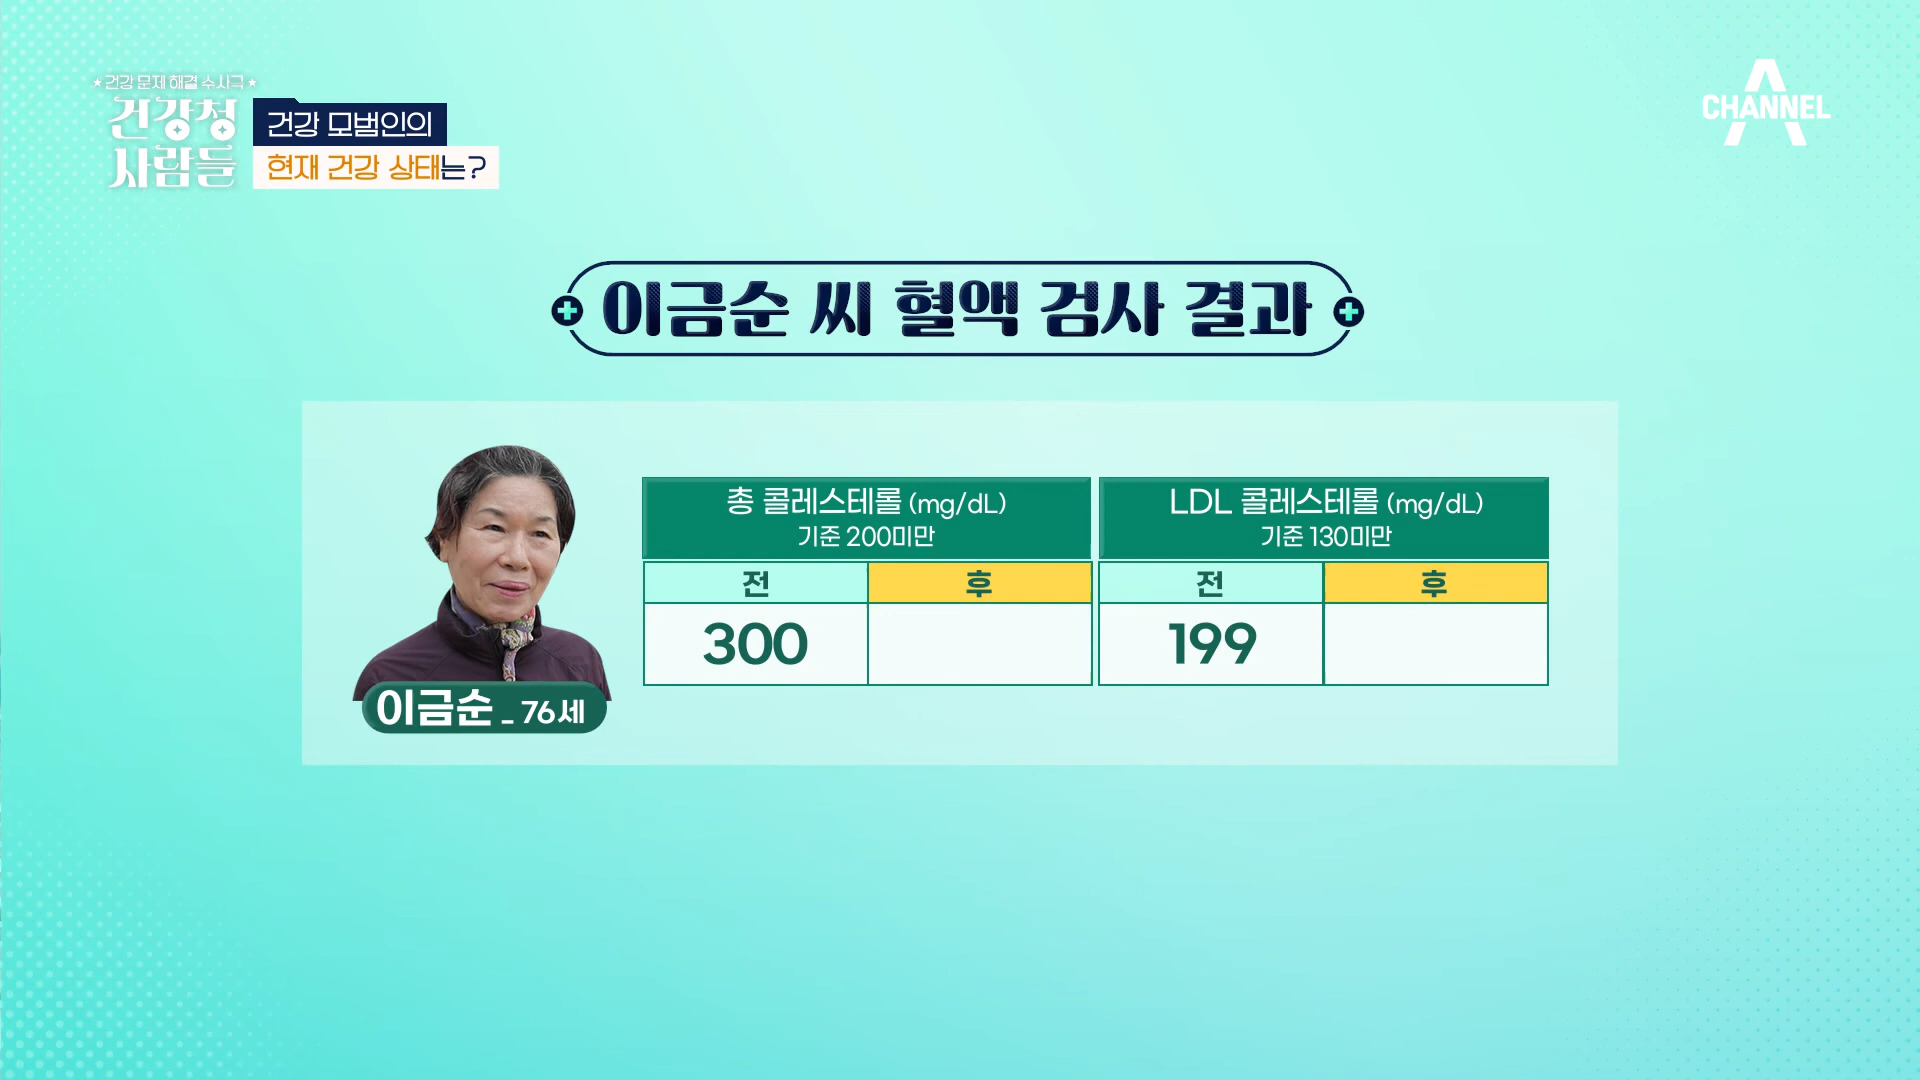 ★건강 문제 해결 수사극★
건강청
사람들
건강 모범인의
현재 건강 상태는?
CHANNEL A
이금순 씨 혈액 검사 결과
총 콜레스테롤 (mg/dL)
기준 200미만
LDL 콜레스테롤 (mg/dL)
기준 130미만
전 후 전 후
300 199
이금순 _ 76세